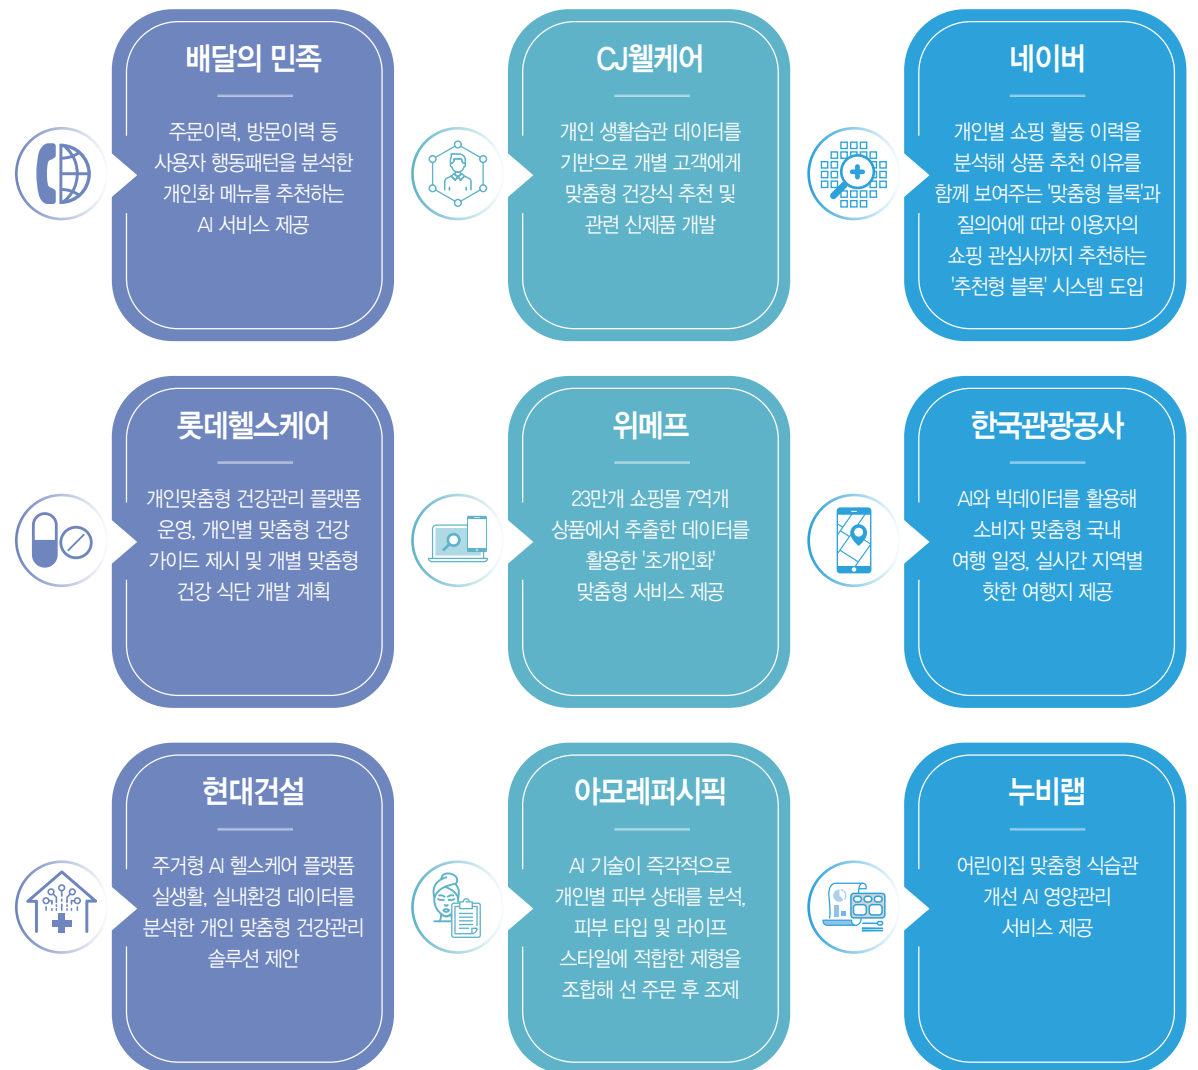 배달의 민족
주문이력, 방문이력 등
사용자 행동패턴을 분석한
개인화 메뉴를 추천하는
AI 서비스 제공
CJ웰케어
개인 생활습관 데이터를
기반으로 개별 고객에게
맞춤형 건강식 추천 및
관련 신제품 개발
네이버
개인별 쇼핑 활동 이력을
분석해 상품 추천 이유를
함께 보여주는 '맞춤형 블록'과
질의어에 따라 이용자의
쇼핑 관심사까지 추천하는
'추천형 블록' 시스템 도입
롯데헬스케어
개인맞춤형 건강관리 플랫폼
운영, 개인별 맞춤형 건강
가이드 제시 및 개별 맞춤형
건강 식단 개발 계획
위메프
23만개 쇼핑몰 7억개
상품에서 추출한 데이터를
활용한 '초개인화'
맞춤형 서비스 제공
한국관광공사
AI와 빅데이터를 활용해
소비자 맞춤형 국내
여행 일정, 실시간 지역별
핫한 여행지 제공
현대건설
주거형 AI 헬스케어 플랫폼
실생활, 실내환경 데이터를
분석한 개인 맞춤형 건강관리
솔루션 제안
아모레퍼시픽
AI 기술이 즉각적으로
개인별 피부 상태를 분석,
피부 타입 및 라이프
스타일에 적합한 제형을
조합해 선 주문 후 조제
누비랩
어린이집 맞춤형 식습관
개선 AI 영양관리
서비스 제공